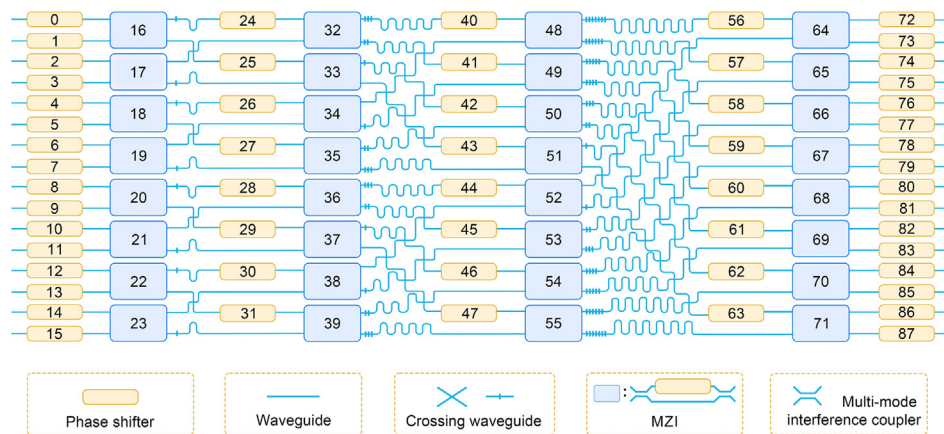 0 16 24 32 40 48 56 64 72
1 73
2 17 25 33 41 49 57 65 74
3 75
4 18 26 34 42 50 58 66 76
5 77
6 19 27 35 43 51 59 67 78
7 79
8 20 28 36 44 52 60 68 80
9 81
10 21 29 37 45 53 61 69 82
11 83
12 22 30 38 46 54 62 70 84
13 85
14 23 31 39 47 55 63 71 86
15 87
Phase shifter
Waveguide
Crossing waveguide
:
MZI
Multi-mode
interference coupler